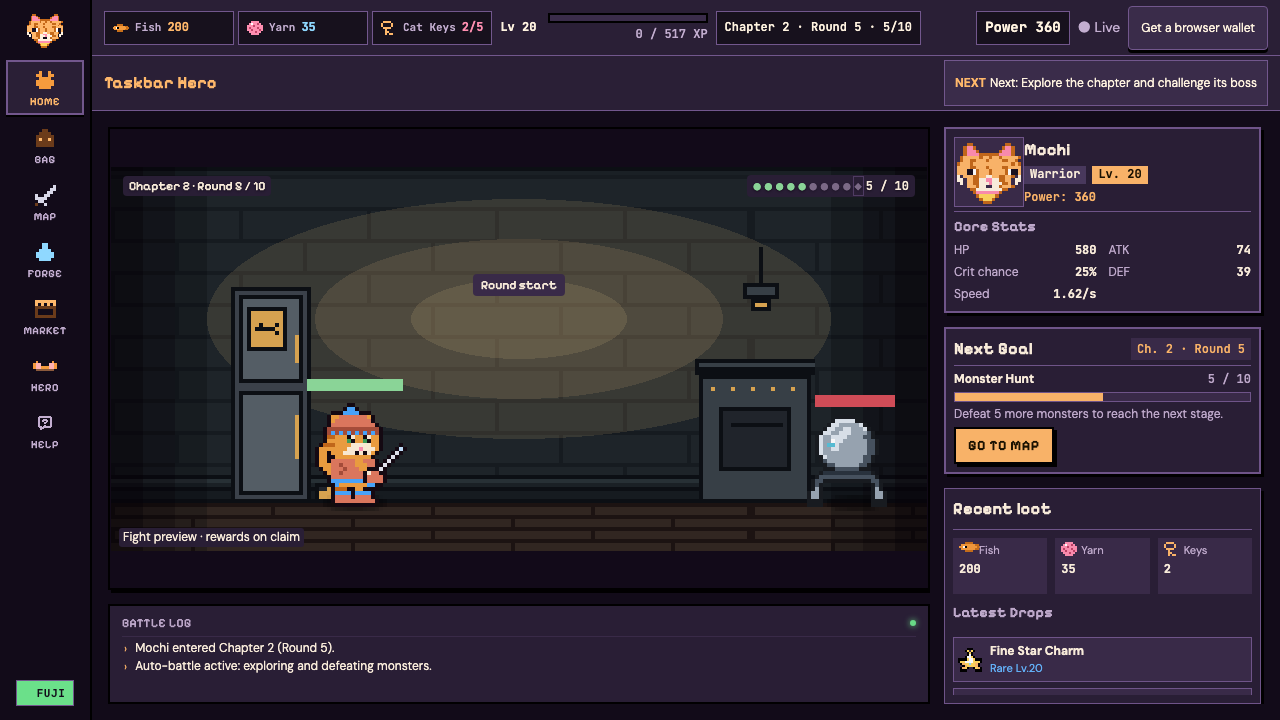 Fish 200
Yarn 35
Cat Keys 2/5
Lv 20
0 / 517 XP
Chapter 2 · Round 5 · 5/10
Power 360
Live
Get a browser wallet
HOME
BAG
MAP
FORGE
MARKET
HERO
HELP
FUJI
Taskbar Hero
NEXT Next: Explore the chapter and challenge its boss
Chapter 2 · Round 5 / 10
5 / 10
Round start
Fight preview · rewards on claim
BATTLE LOG
› Mochi entered Chapter 2 (Round 5).
› Auto-battle active: exploring and defeating monsters.
Mochi
Warrior Lv. 20
Power: 360
Core Stats
HP 580 ATK 74
Crit chance 25% DEF 39
Speed 1.62/s
Next Goal
Ch. 2 · Round 5
Monster Hunt 5 / 10
Defeat 5 more monsters to reach the next stage.
GO TO MAP
Recent loot
Fish
200
Yarn
35
Keys
2
Latest Drops
Fine Star Charm
Rare Lv.20